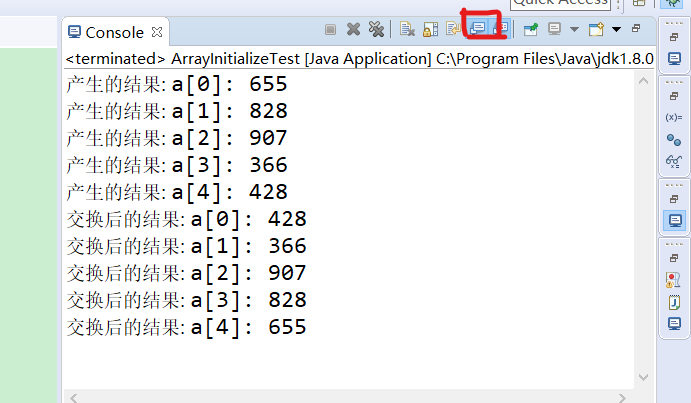 Quick Access
Console
<terminated> ArrayInitializeTest [Java Application] C:\Program Files\Java\jdk1.8.0
产生的结果: a[0]: 655
产生的结果: a[1]: 828
产生的结果: a[2]: 907
产生的结果: a[3]: 366
产生的结果: a[4]: 428
交换后的结果: a[0]: 428
交换后的结果: a[1]: 366
交换后的结果: a[2]: 907
交换后的结果: a[3]: 828
交换后的结果: a[4]: 655
(x)=